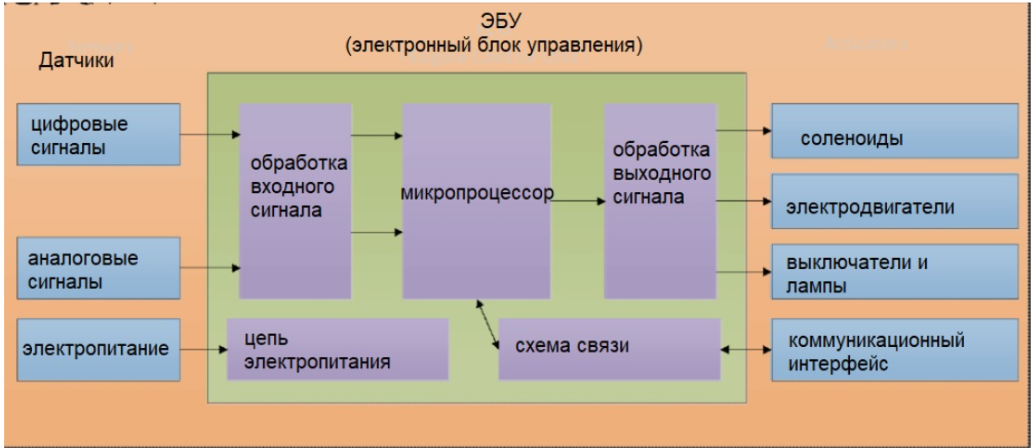 ЭБУ
(электронный блок управления)
Датчики
цифровые
сигналы
аналоговые
сигналы
электропитание
обработка
входного
сигнала
микропроцессор
обработка
выходного
сигнала
цепь
электропитания
схема связи
соленоиды
электродвигатели
выключатели и
лампы
коммуникационный
интерфейс